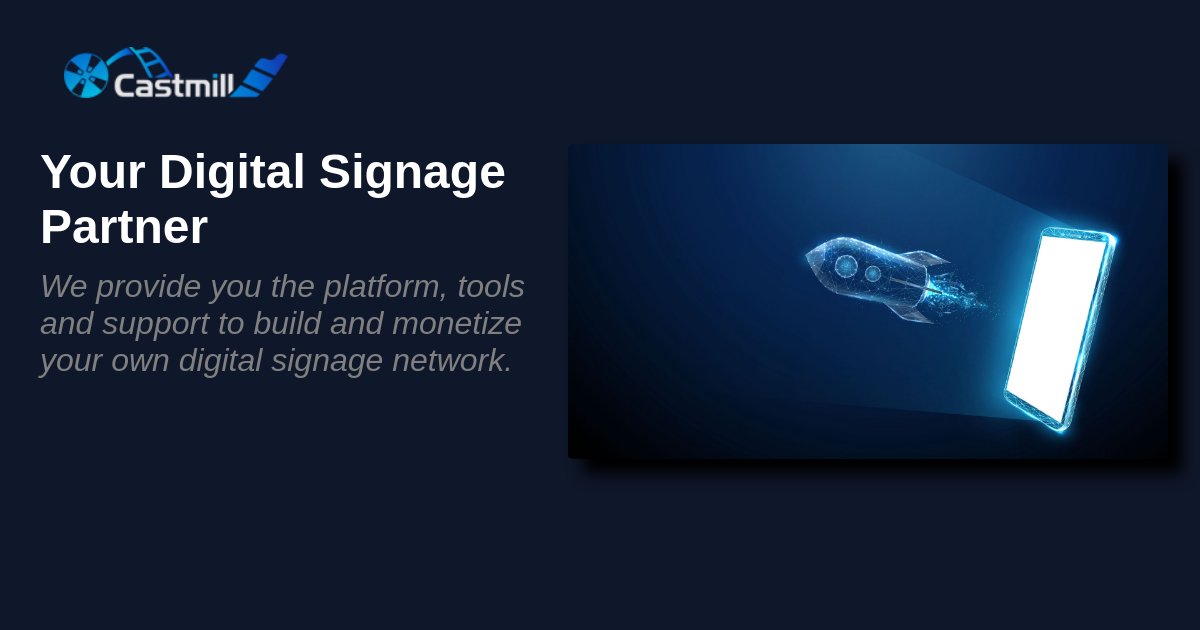 Castmill
Your Digital Signage
Partner
We provide you the platform, tools
and support to build and monetize
your own digital signage network.